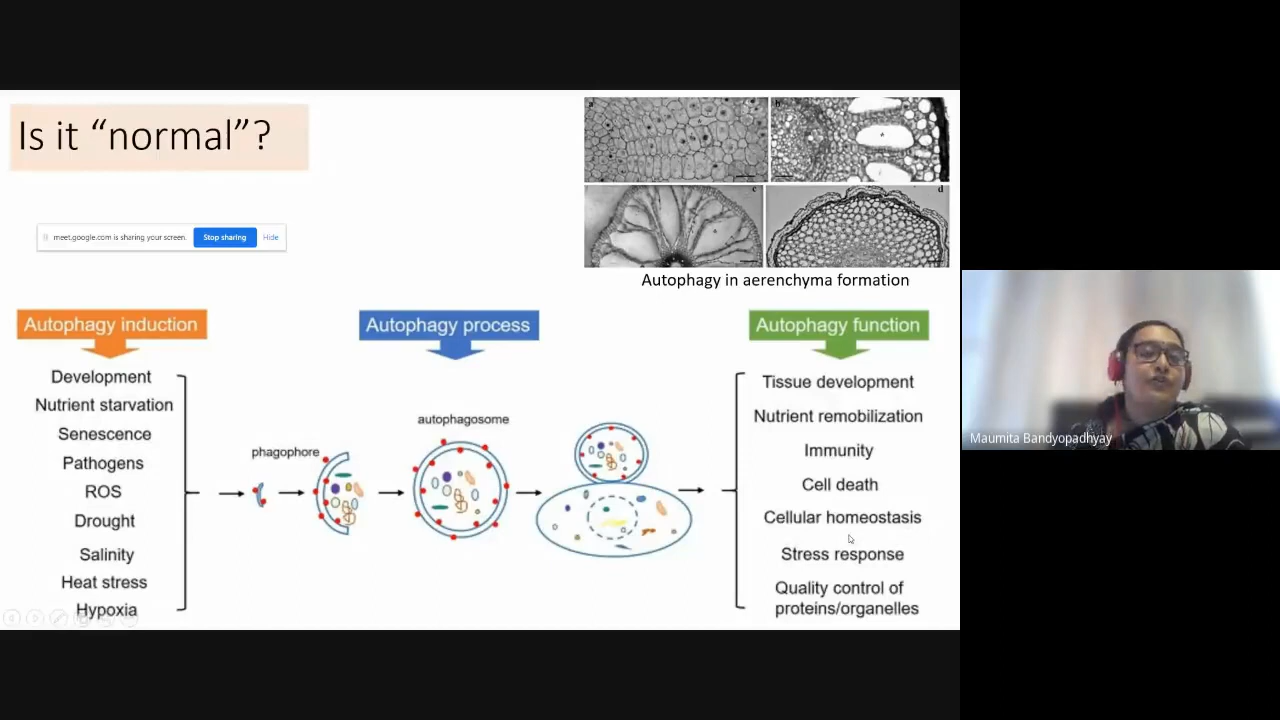 Is it “normal”?
a
b
c
d
meet.google.com is sharing your screen.
Stop sharing
Hide
Autophagy in aerenchyma formation
Autophagy induction
Autophagy process
Autophagy function
Development
Nutrient starvation
Senescence
Pathogens
ROS
Drought
Salinity
Heat stress
Hypoxia
phagophore
autophagosome
Tissue development
Nutrient remobilization
Immunity
Cell death
Cellular homeostasis
Stress response
Quality control of
proteins/organelles
Maumita Bandyopadhyay